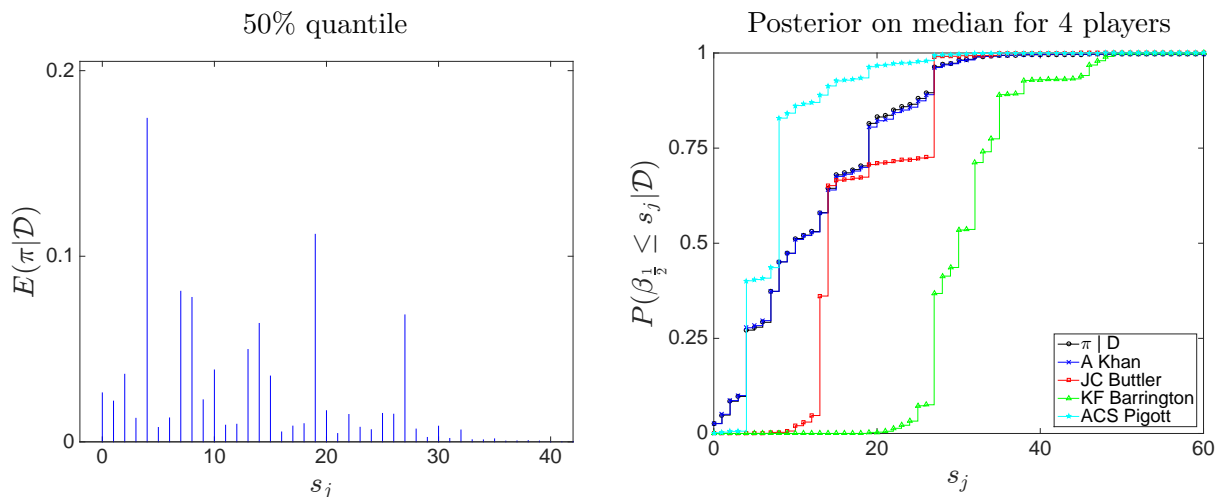 50% quantile
0.2
0.1
0
E(π|𝒟)
0 10 20 30 40
s_j
Posterior on median for 4 players
1
0.75
0.5
0.25
0
P(β_{1/2} ≤ s_j|𝒟)
π | D
A Khan
JC Buttler
KF Barrington
ACS Pigott
0 20 40 60
s_j